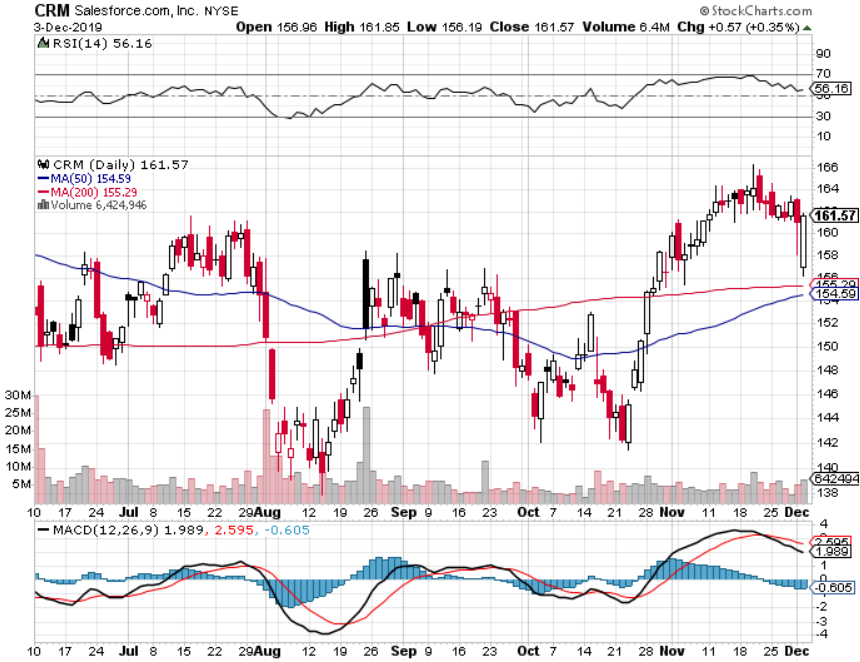 CRM Salesforce.com, Inc. NYSE © StockCharts.com
3-Dec-2019 Open 156.96 High 161.85 Low 156.19 Close 161.57 Volume 6.4M Chg +0.57 (+0.35%)
RSI(14) 56.16
90
70
56.16
50
30
10
CRM (Daily) 161.57
MA(50) 154.59
MA(200) 155.29
Volume 6,424,946
166
164
161.57
160
158
156
155.29
154.59
154
152
150
148
146
144
142
140
138
30M
25M
20M
15M
10M
5M
642494
10 17 24 Jul 8 15 22 29 Aug 5 12 19 26 Sep 9 16 23 Oct 7 14 21 28 Nov 11 18 25 Dec
MACD(12,26,9) 1.989, 2.595, -0.605
4
3
2.595
1.989
1
0
-0.605
-2
-3
-4
10 17 24 Jul 8 15 22 29 Aug 5 12 19 26 Sep 9 16 23 Oct 7 14 21 28 Nov 11 18 25 Dec